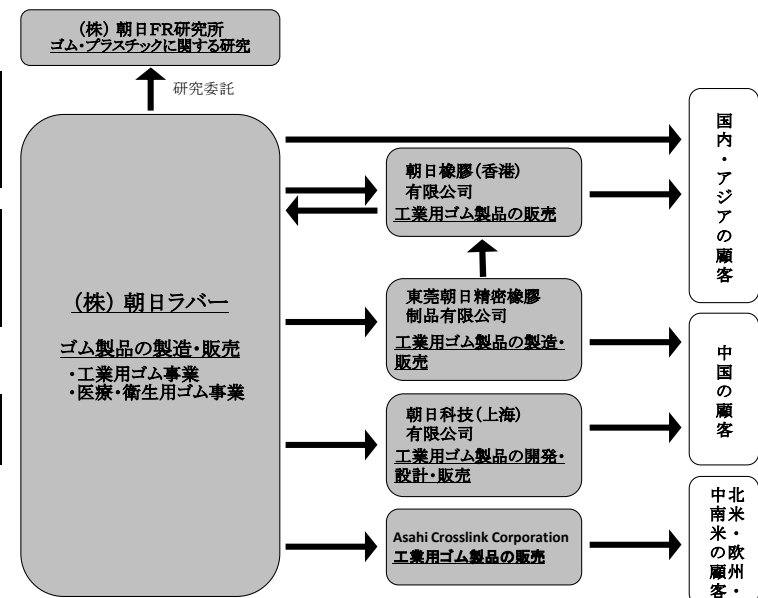 (株) 朝日FR研究所
ゴム・プラスチックに関する研究
研究委託
(株) 朝日ラバー
ゴム製品の製造・販売
・工業用ゴム事業
・医療・衛生用ゴム事業
朝日橡膠(香港)
有限公司
工業用ゴム製品の販売
東莞朝日精密橡膠
制品有限公司
工業用ゴム製品の製造・
販売
朝日科技(上海)
有限公司
工業用ゴム製品の開発・
設計・販売
Asahi Crosslink Corporation
工業用ゴム製品の販売
国内・アジアの顧客
中国の顧客
北米・欧州・
中南米の顧客